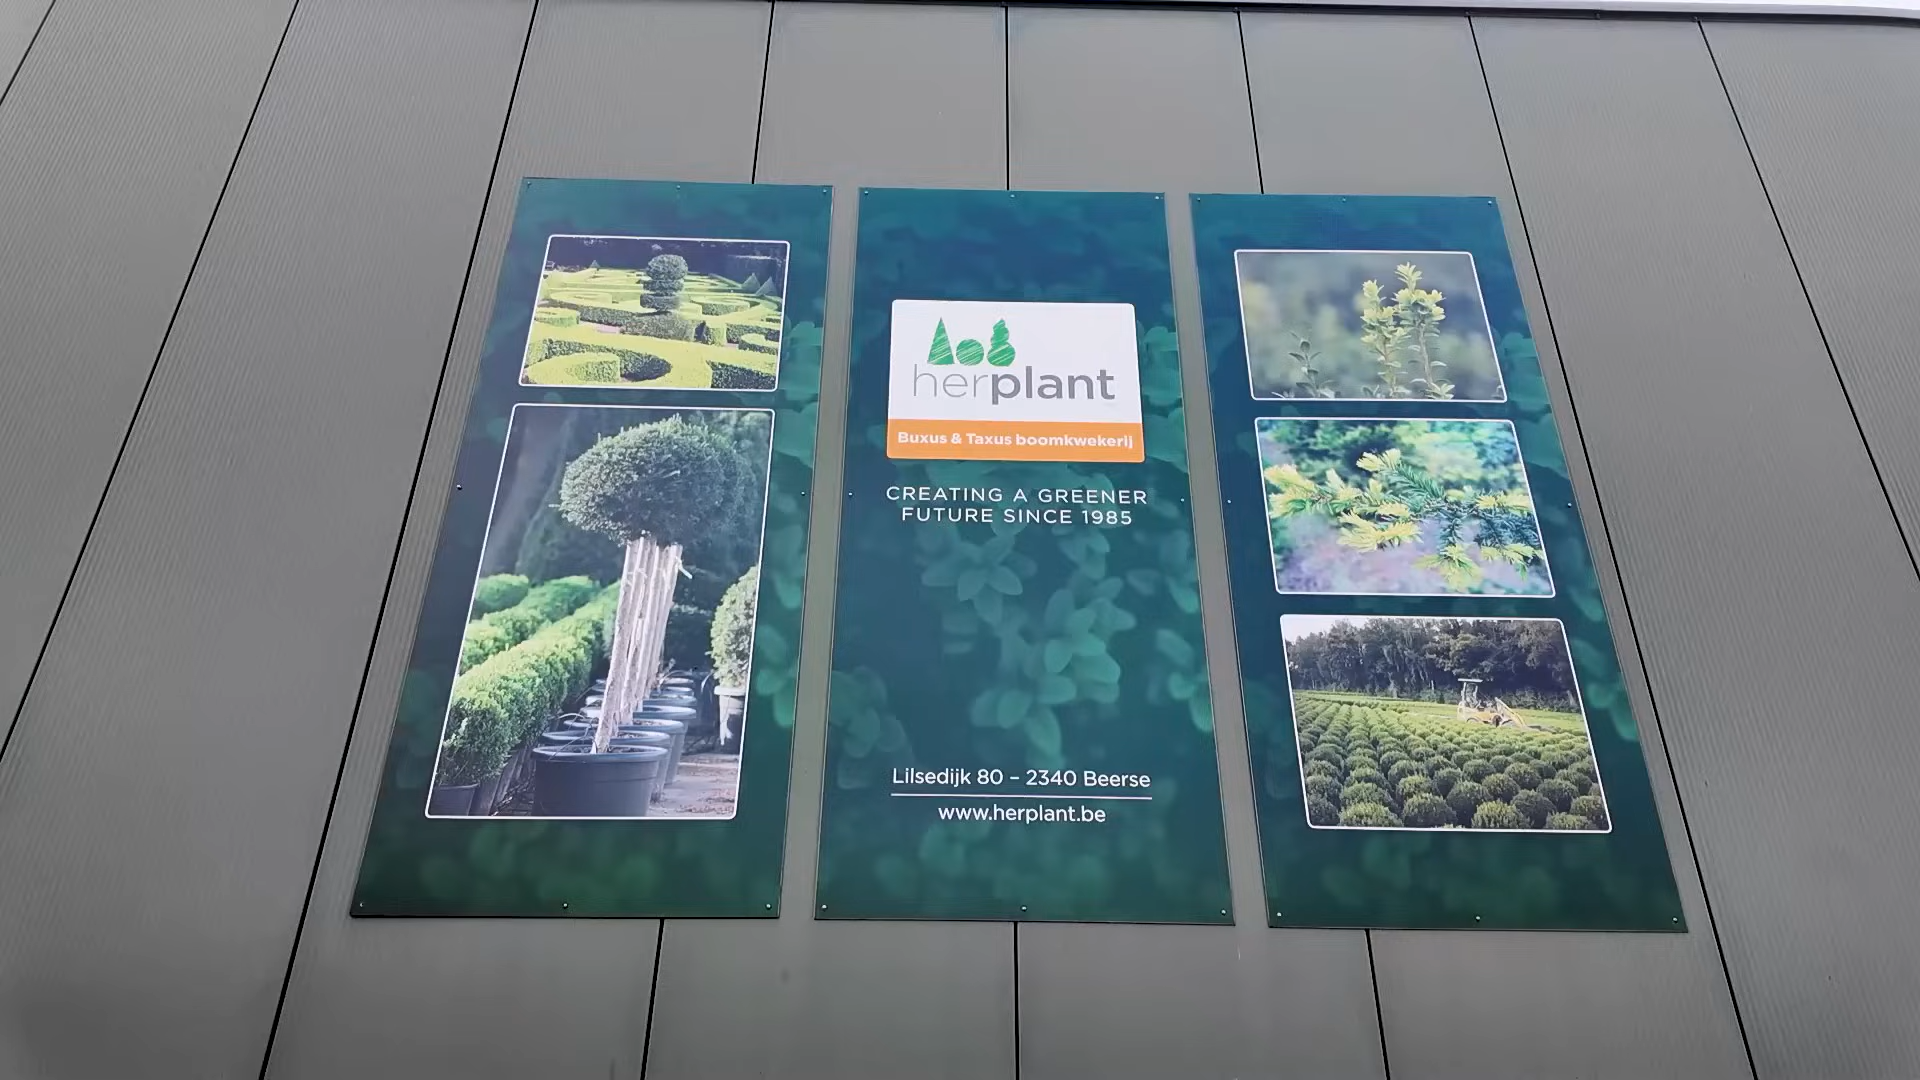 herplant
Buxus & Taxus boomkwekerij
CREATING A GREENER
FUTURE SINCE 1985
Lilsedijk 80 – 2340 Beerse
www.herplant.be